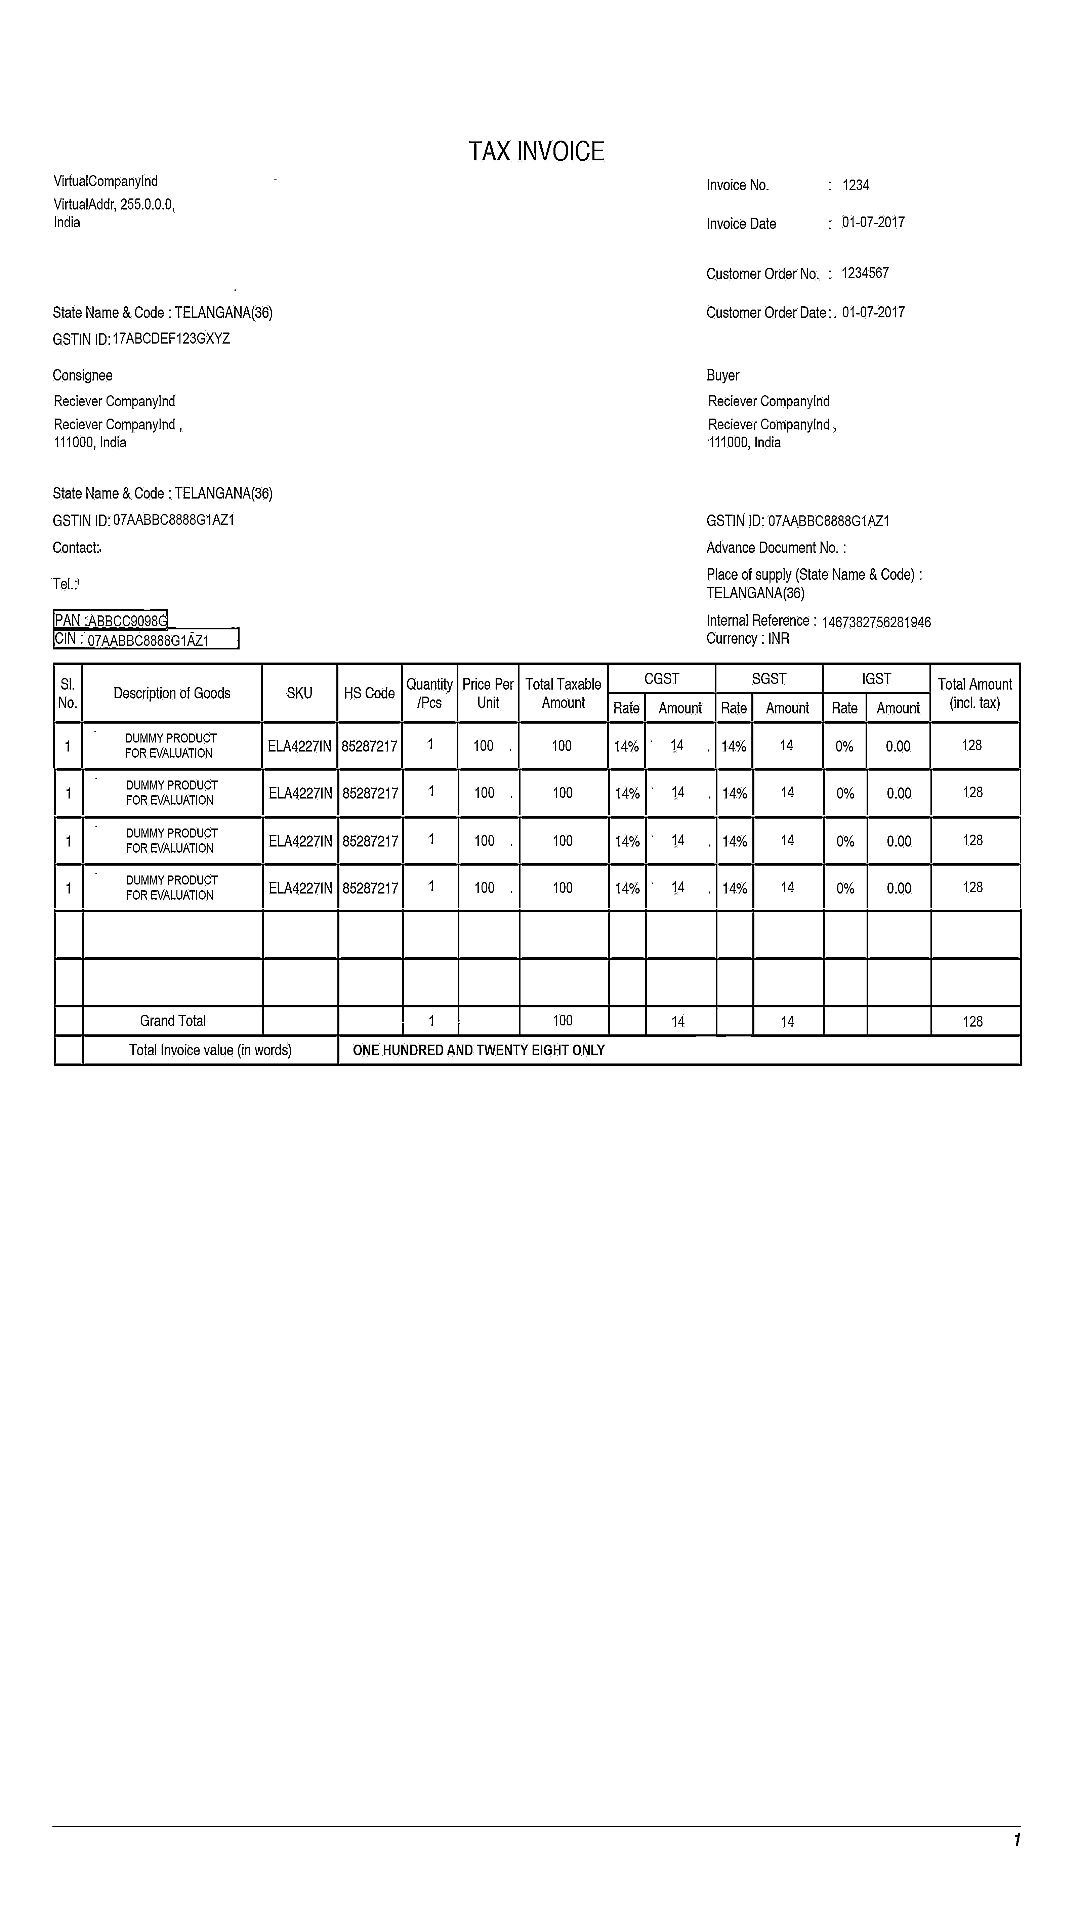 TAX INVOICE
VirtualCompanyInd
VirtualAddr, 255.0.0.0,
India
Invoice No. : 1234
Invoice Date : 01-07-2017
Customer Order No. : 1234567
State Name & Code : TELANGANA(36)
Customer Order Date : 01-07-2017
GSTIN ID: 17ABCDEF123GXYZ
Consignee
Buyer
Reciever CompanyInd
Reciever CompanyInd
Reciever CompanyInd ,
111000, India
Reciever CompanyInd ,
111000, India
State Name & Code : TELANGANA(36)
GSTIN ID: 07AABBC8888G1AZ1
GSTIN ID: 07AABBC8888G1AZ1
Contact:
Advance Document No. :
Tel.:
Place of supply (State Name & Code) :
TELANGANA(36)
PAN :ABBCC9098G
Internal Reference : 1467382756281946
CIN : 07AABBC8888G1AZ1
Currency : INR
Sl. No. Description of Goods SKU HS Code Quantity /Pcs Price Per Unit Total Taxable Amount CGST SGST IGST Total Amount (incl. tax)
Rate Amount Rate Amount Rate Amount
1 DUMMY PRODUCT FOR EVALUATION ELA4227IN 85287217 1 100 100 14% 14 14% 14 0% 0.00 128
1 DUMMY PRODUCT FOR EVALUATION ELA4227IN 85287217 1 100 100 14% 14 14% 14 0% 0.00 128
1 DUMMY PRODUCT FOR EVALUATION ELA4227IN 85287217 1 100 100 14% 14 14% 14 0% 0.00 128
1 DUMMY PRODUCT FOR EVALUATION ELA4227IN 85287217 1 100 100 14% 14 14% 14 0% 0.00 128
Grand Total 1 100 14 14 128
Total Invoice value (in words) ONE HUNDRED AND TWENTY EIGHT ONLY
1